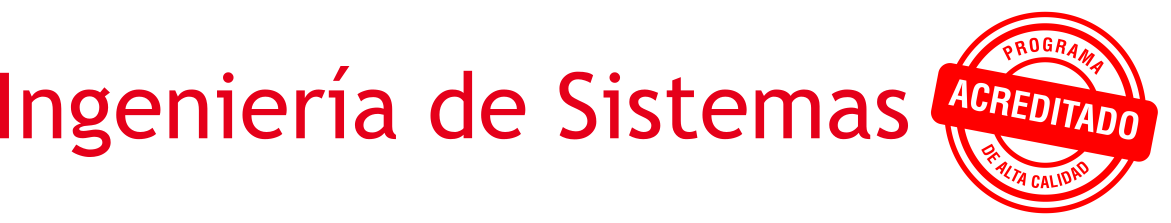 Ingeniería de Sistemas
PROGRAMA
ACREDITADO
DE ALTA CALIDAD